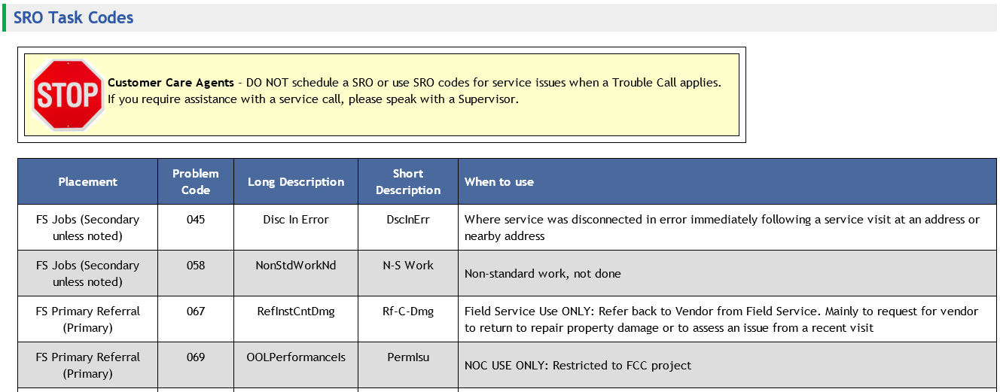 SRO Task Codes
STOP
Customer Care Agents - DO NOT schedule a SRO or use SRO codes for service issues when a Trouble Call applies.
If you require assistance with a service call, please speak with a Supervisor.
Placement
Problem
Code
Long Description
Short
Description
When to use
FS Jobs (Secondary
unless noted)
045
Disc In Error
DscInErr
Where service was disconnected in error immediately following a service visit at an address or
nearby address
FS Jobs (Secondary
unless noted)
058
NonStdWorkNd
N-S Work
Non-standard work, not done
FS Primary Referral
(Primary)
067
RefInstCntDmg
Rf-C-Dmg
Field Service Use ONLY: Refer back to Vendor from Field Service. Mainly to request for vendor
to return to repair property damage or to assess an issue from a recent visit
FS Primary Referral
(Primary)
069
OOLPerformanceIs
PermIsu
NOC USE ONLY: Restricted to FCC project